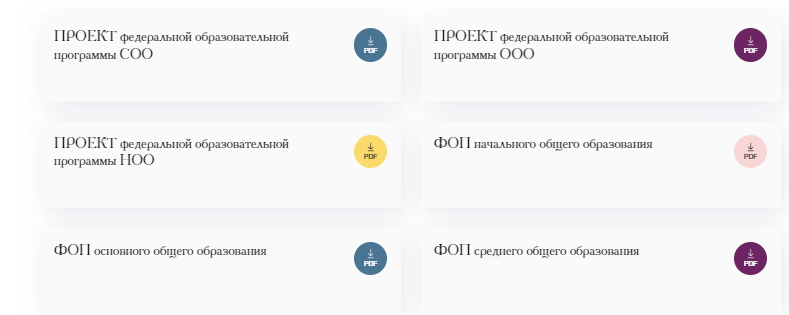 ПРОЕКТ федеральной образовательной
программы СОО
PDF
ПРОЕКТ федеральной образовательной
программы ООО
PDF
ПРОЕКТ федеральной образовательной
программы НОО
PDF
ФОП начального общего образования
PDF
ФОП основного общего образования
PDF
ФОП среднего общего образования
PDF